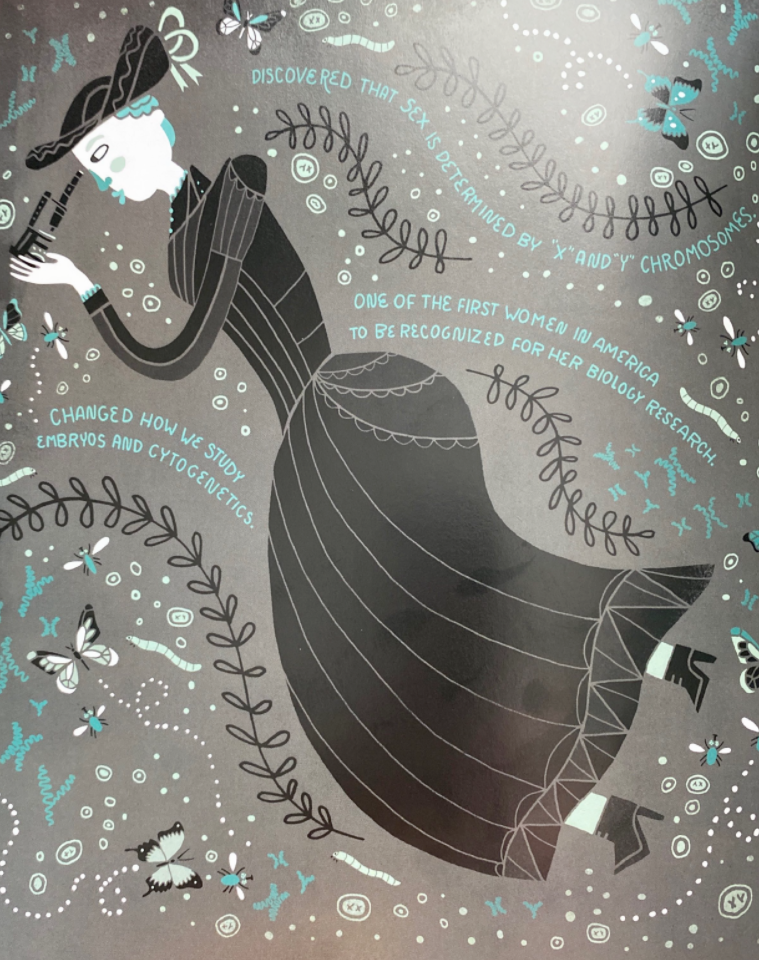 DISCOVERED THAT SEX IS DETERMINED BY "X" AND "Y" CHROMOSOMES.
ONE OF THE FIRST WOMEN IN AMERICA
TO BE RECOGNIZED FOR HER BIOLOGY RESEARCH.
CHANGED HOW WE STUDY
EMBRYOS AND CYTOGENETICS.